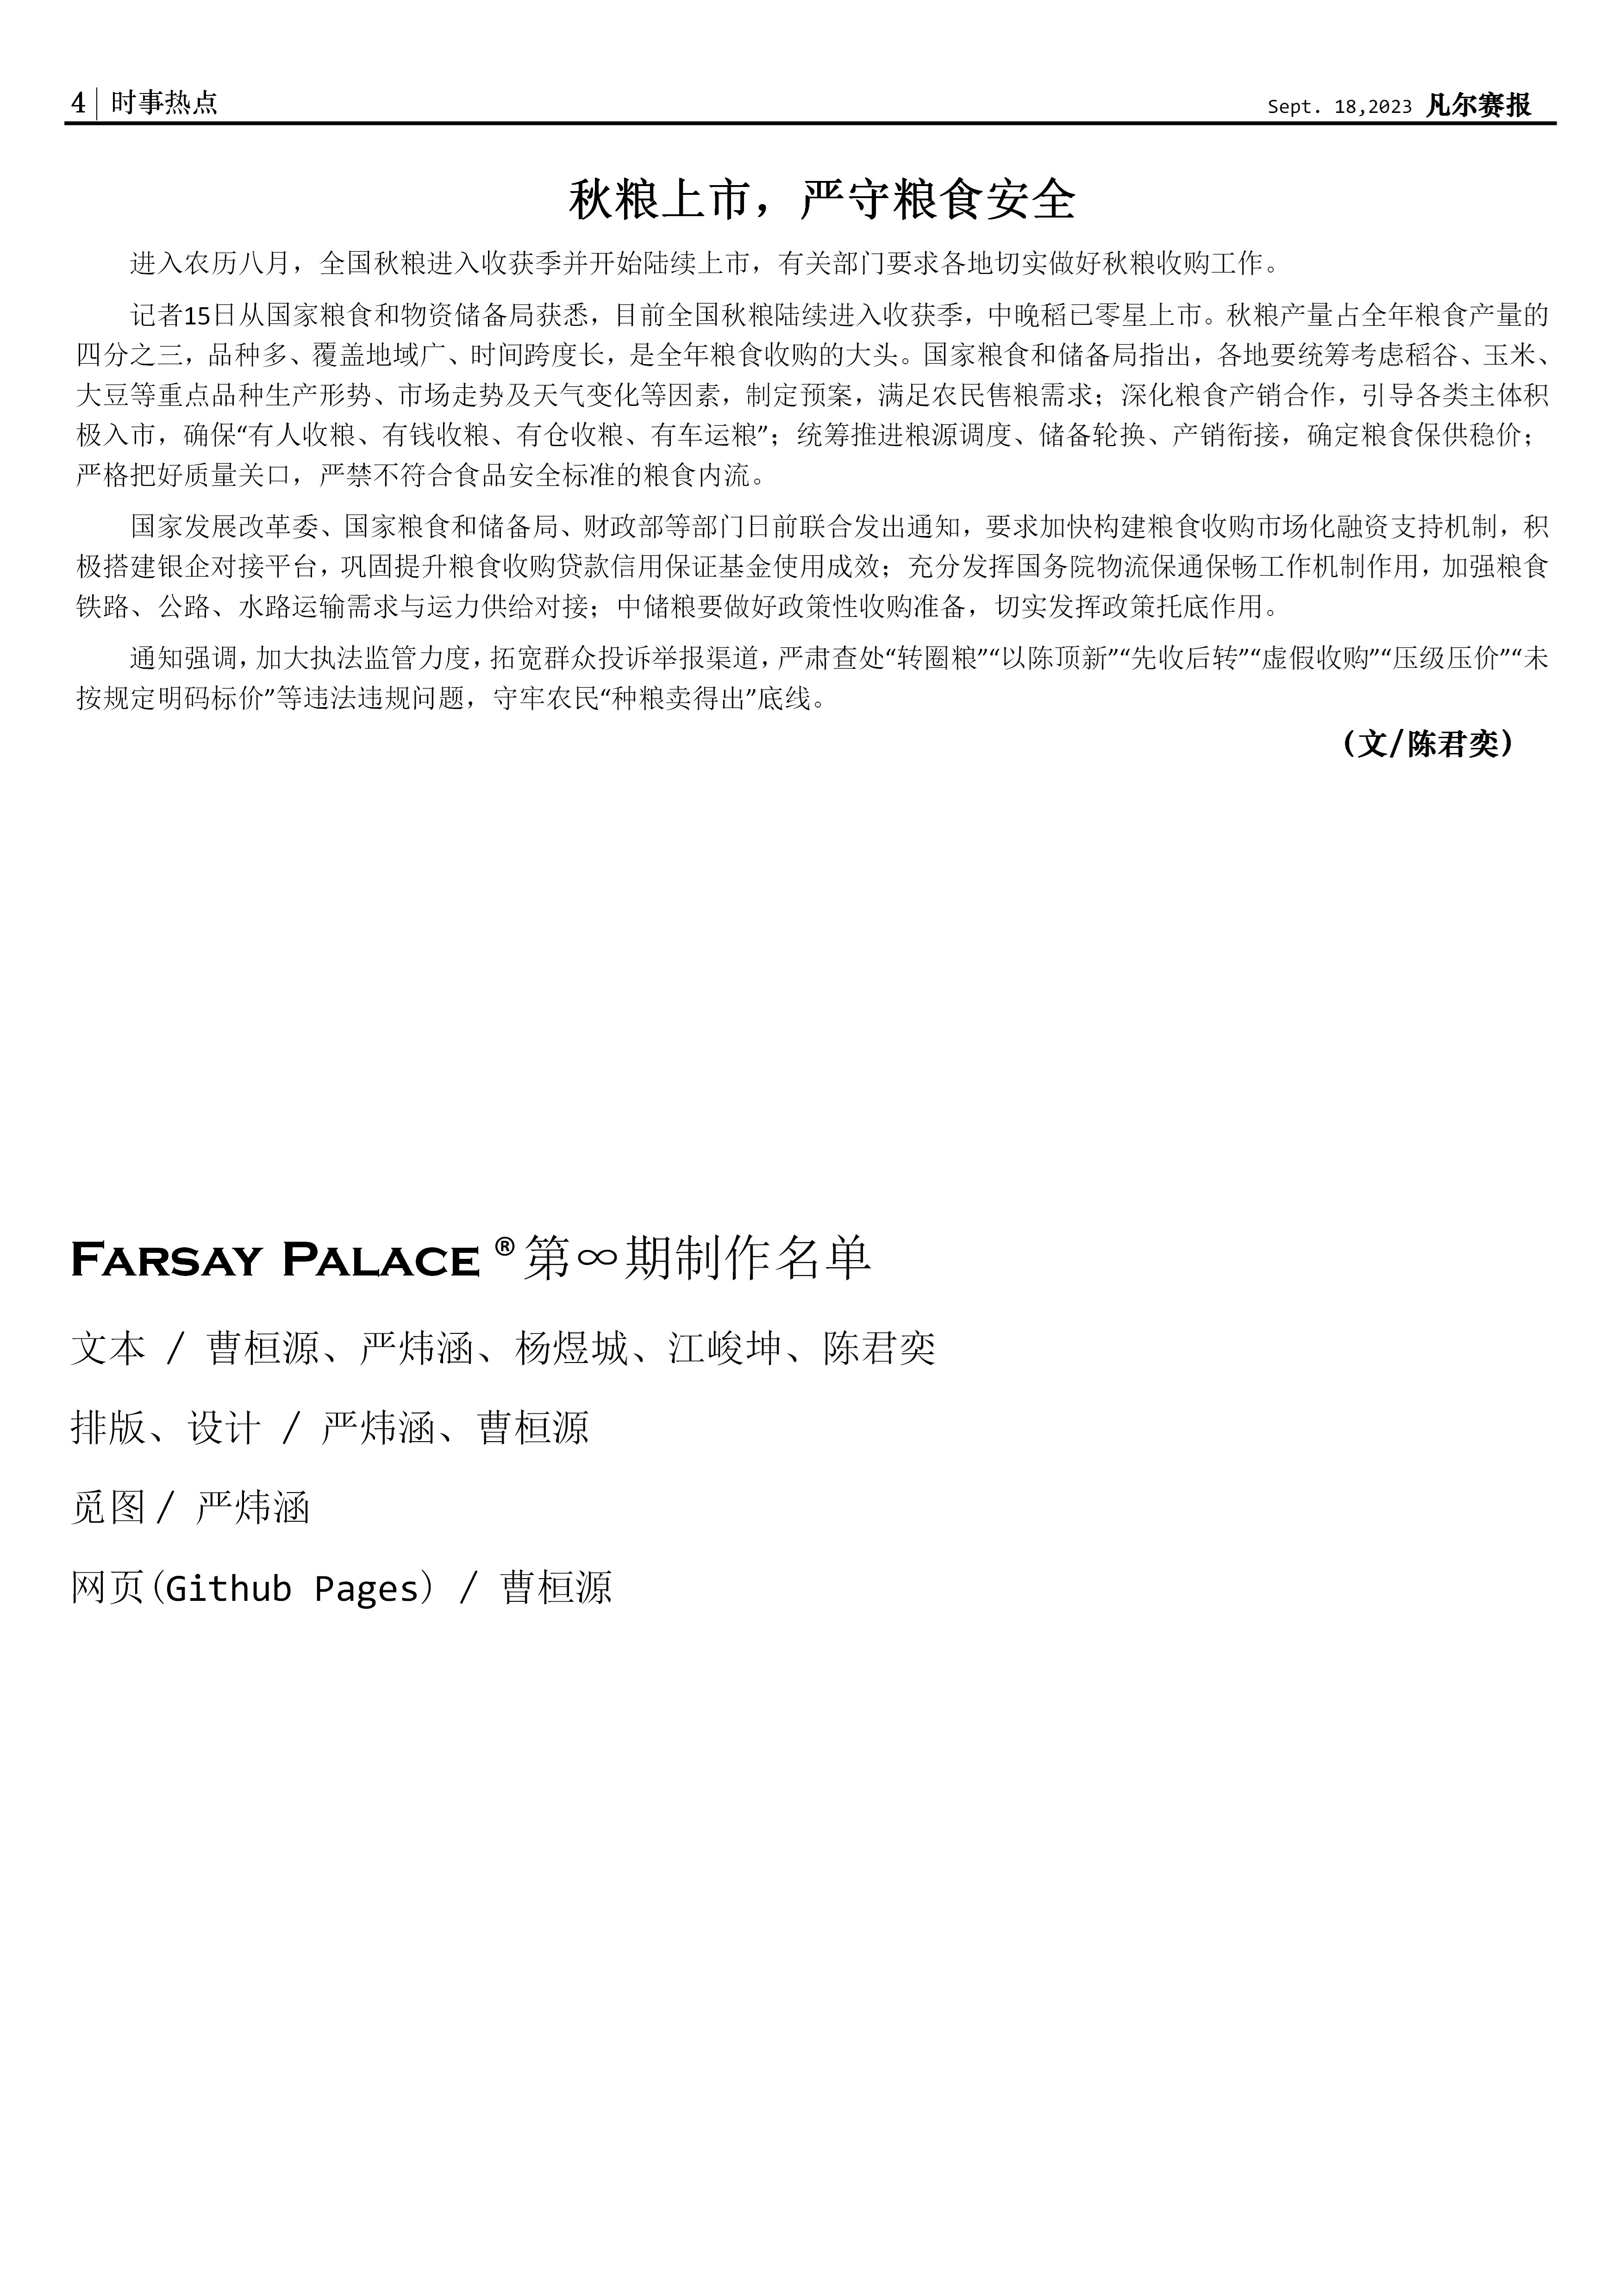 4 时事热点
Sept. 18,2023 凡尔赛报
秋粮上市，严守粮食安全
进入农历八月，全国秋粮进入收获季并开始陆续上市，有关部门要求各地切实做好秋粮收购工作。
记者15日从国家粮食和物资储备局获悉，目前全国秋粮陆续进入收获季，中晚稻已零星上市。秋粮产量占全年粮食产量的
四分之三，品种多、覆盖地域广、时间跨度长，是全年粮食收购的大头。国家粮食和储备局指出，各地要统筹考虑稻谷、玉米、
大豆等重点品种生产形势、市场走势及天气变化等因素，制定预案，满足农民售粮需求；深化粮食产销合作，引导各类主体积
极入市，确保“有人收粮、有钱收粮、有仓收粮、有车运粮”；统筹推进粮源调度、储备轮换、产销衔接，确定粮食保供稳价；
严格把好质量关口，严禁不符合食品安全标准的粮食内流。
国家发展改革委、国家粮食和储备局、财政部等部门日前联合发出通知，要求加快构建粮食收购市场化融资支持机制，积
极搭建银企对接平台，巩固提升粮食收购贷款信用保证基金使用成效；充分发挥国务院物流保通保畅工作机制作用，加强粮食
铁路、公路、水路运输需求与运力供给对接；中储粮要做好政策性收购准备，切实发挥政策托底作用。
通知强调，加大执法监管力度，拓宽群众投诉举报渠道，严肃查处“转圈粮”“以陈顶新”“先收后转”“虚假收购”“压级压价”“未
按规定明码标价”等违法违规问题，守牢农民“种粮卖得出”底线。
（文/陈君奕）
FARSAY PALACE ®第∞期制作名单
文本 / 曹桓源、严炜涵、杨煜城、江峻坤、陈君奕
排版、设计 / 严炜涵、曹桓源
觅图 / 严炜涵
网页(Github Pages) / 曹桓源